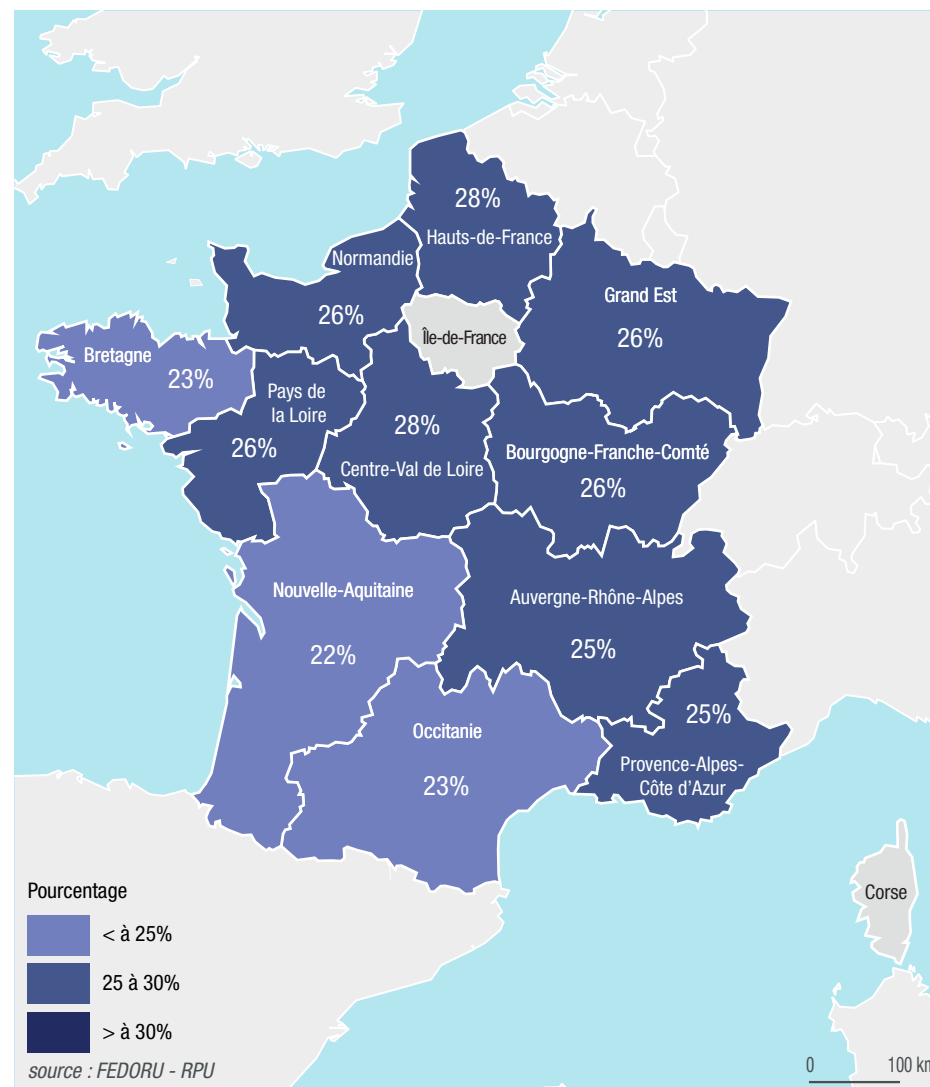 28%
Hauts-de-France
Normandie
26%
Grand Est
26%
Île-de-France
Bretagne
23%
Pays de
la Loire
26%
28%
Centre-Val de Loire
Bourgogne-Franche-Comté
26%
Nouvelle-Aquitaine
22%
Auvergne-Rhône-Alpes
25%
25%
Provence-Alpes-
Côte d'Azur
Occitanie
23%
Corse
Pourcentage
< à 25%
25 à 30%
> à 30%
source : FEDORU - RPU
0 100 km